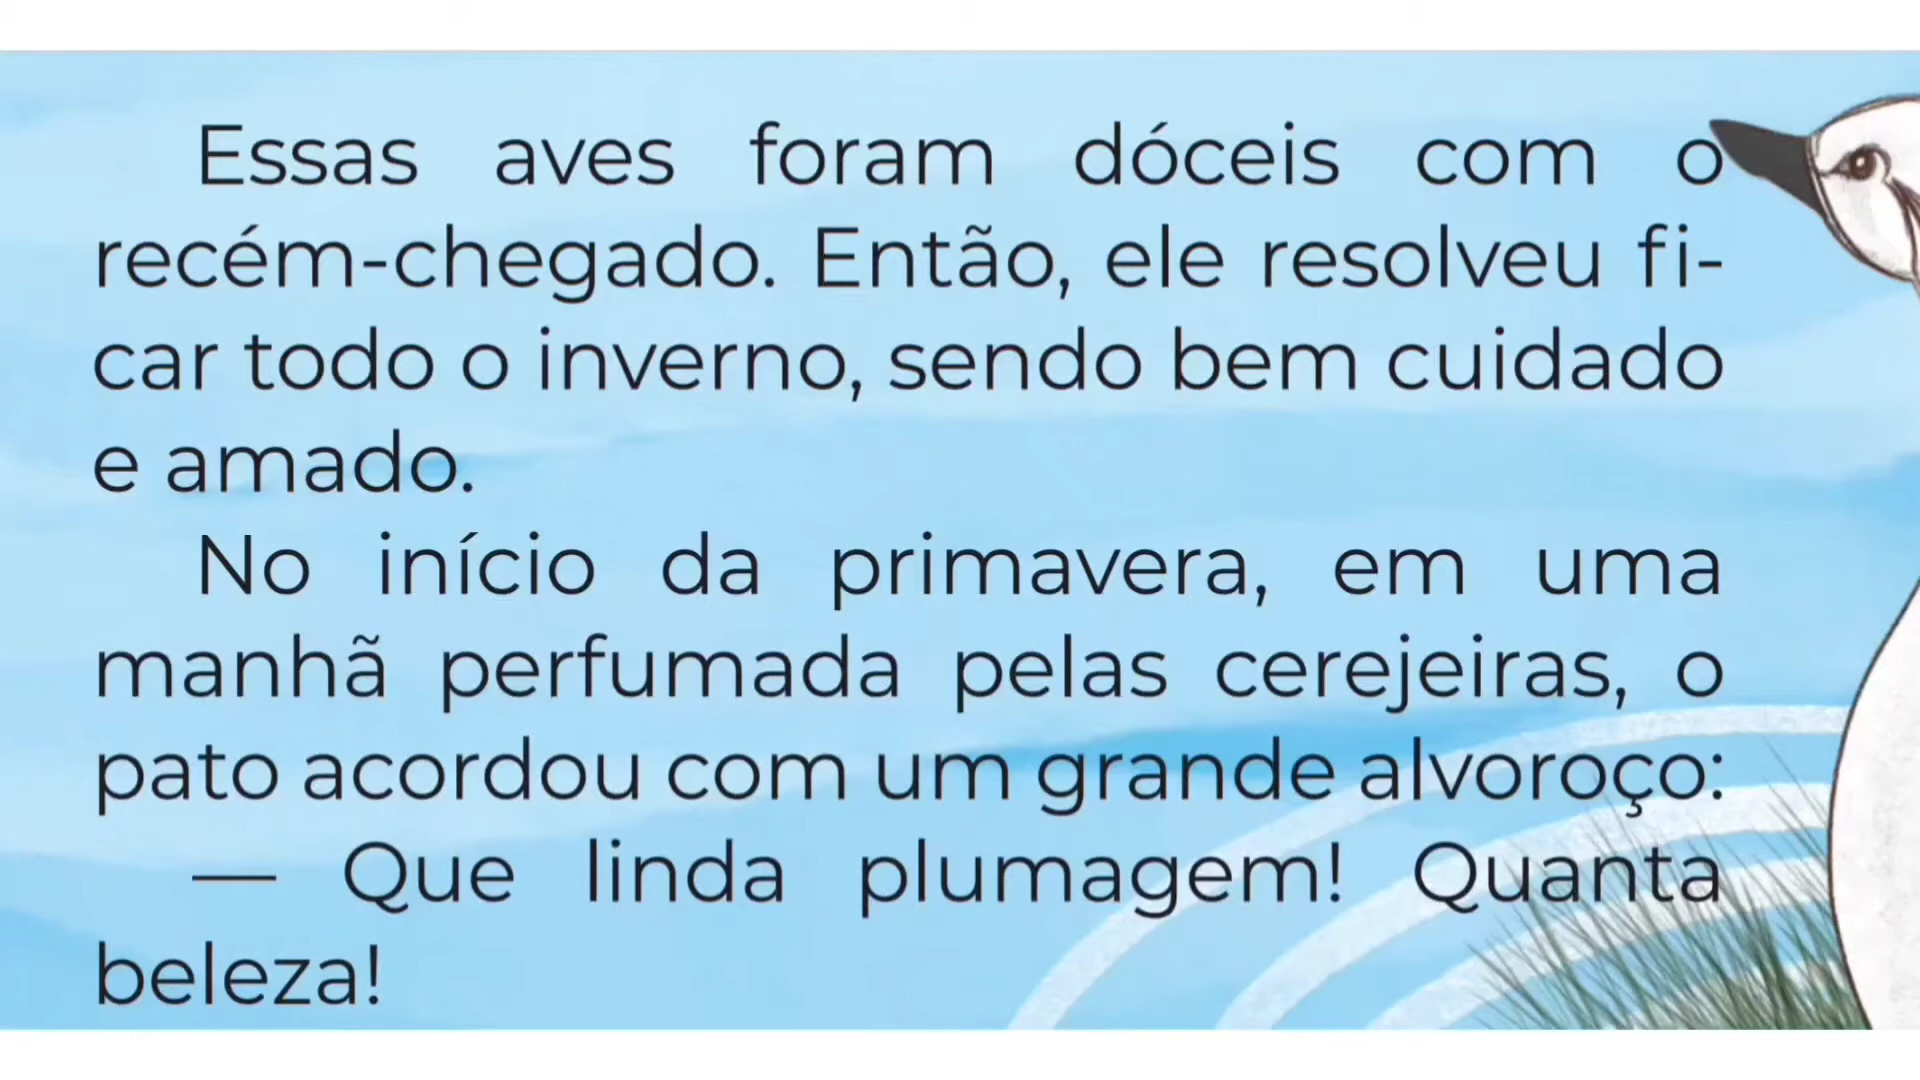 Essas aves foram dóceis com o
recém-chegado. Então, ele resolveu fi-
car todo o inverno, sendo bem cuidado
e amado.
No início da primavera, em uma
manhã perfumada pelas cerejeiras, o
pato acordou com um grande alvoroço:
— Que linda plumagem! Quanta
beleza!